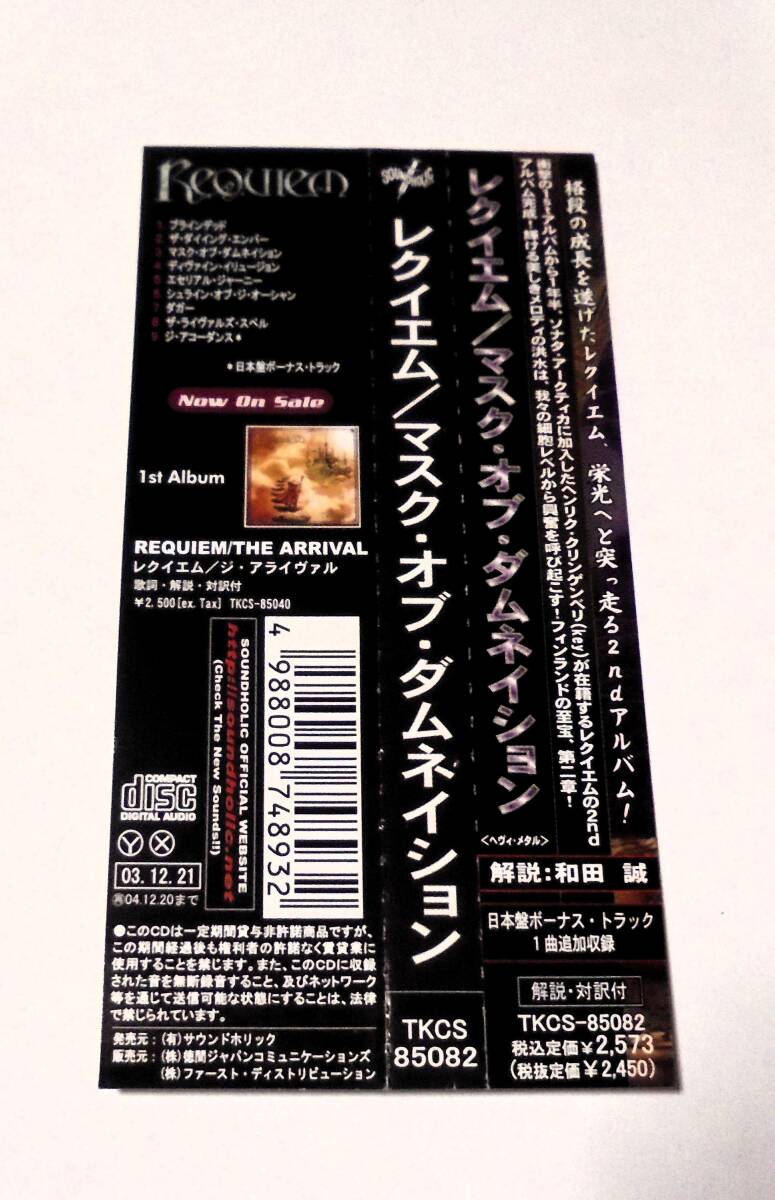 Requiem
1. ブラインデッド
2. ザ・ダイイング・エンバー
3. マスク・オブ・ダムネイション
4. ディヴァイン・イリュージョン
5. エセリアル・ジャーニー
6. シュライン・オブ・ジ・オーシャン
7. ダガー
8. ザ・ライヴァルズ・スペル
9. ジ・アコーダンス*
*日本盤ボーナス・トラック
Now On Sale
1st Album
REQUIEM/THE ARRIVAL
レクイエム/ジ・アライヴァル
歌詞・解説・対訳付
¥2.500[ex. Tax] TKCS-85040
SOUNDHOLIC OFFICIAL WEBSITE
http://soundholic.net
(Check The New Sounds!!)
4 988008 748932
COMPACT
disc
DIGITAL AUDIO
Y X
03.12.21
再04.12.20まで
●このCDは一定期間貸与非許諾商品ですが、
この期間経過後も権利者の許諾なく賃貸業に
使用することを禁じます。また、このCDに収録
された音を無断録音すること、及びネットワーク
等を通じて送信可能な状態にすることは、法律
で禁じられています。
発売元:(有)サウンドホリック
販売元:(株)徳間ジャパンコミュニケーションズ
(株)ファースト・ディストリビューション
SOUNDHOLIC
レクイエム/マスク・オブ・ダムネイション
TKCS
85082
格段の成長を遂げたレクイエム、栄光へと突っ走る2ndアルバム!
衝撃の1stアルバムから1年半、ソナタ・アークティカに加入したヘンリク・クリンゲンベリ(key)が在籍するレクイエムの2nd
アルバム完成!輝ける美しきメロディの洪水は、我々の細胞レベルから興奮を呼び起こす!フィンランドの至宝、第二章!
レクイエム/マスク・オブ・ダムネイション
<ヘヴィ・メタル>
解説:和田 誠
日本盤ボーナス・トラック
1曲追加収録
解説・対訳付
TKCS-85082
税込定価¥2,573
(税抜定価¥2,450)